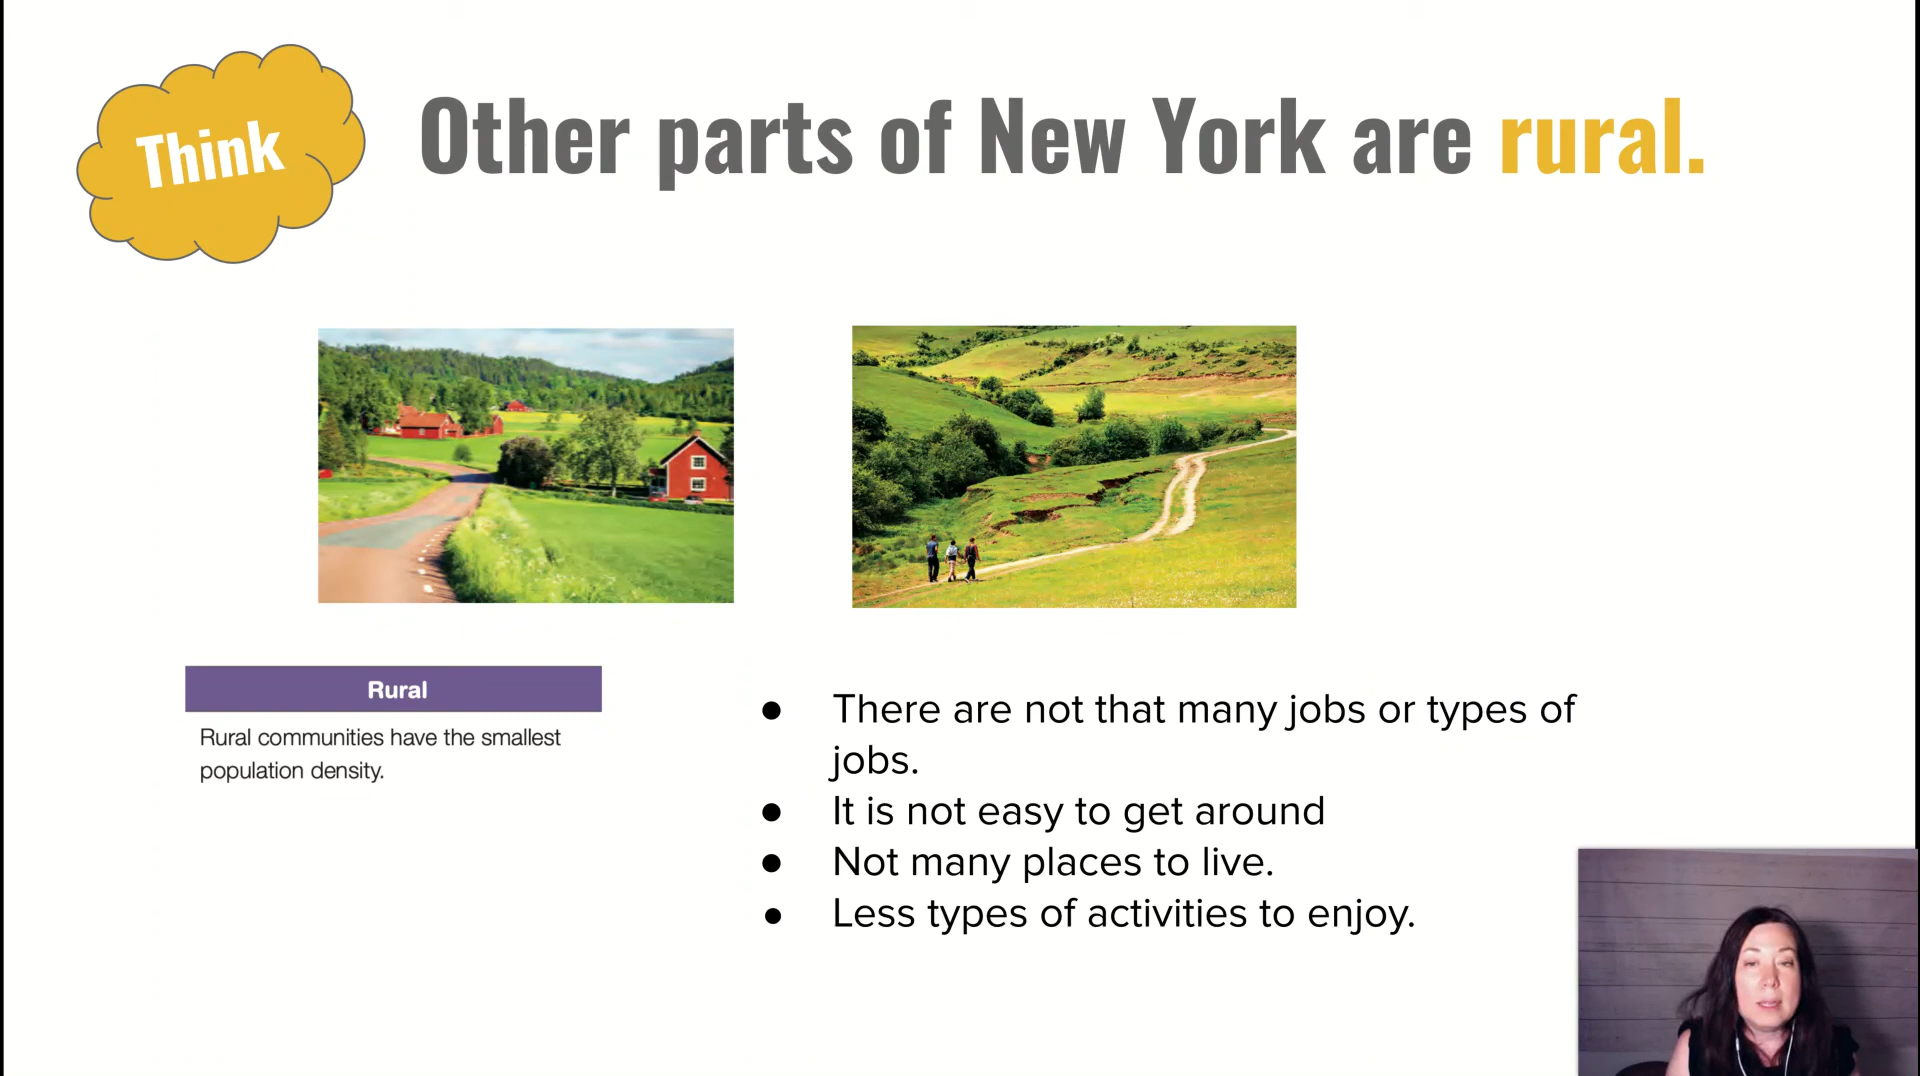 Think
Other parts of New York are rural.
Rural
Rural communities have the smallest
population density.
● There are not that many jobs or types of
jobs.
● It is not easy to get around
● Not many places to live.
● Less types of activities to enjoy.